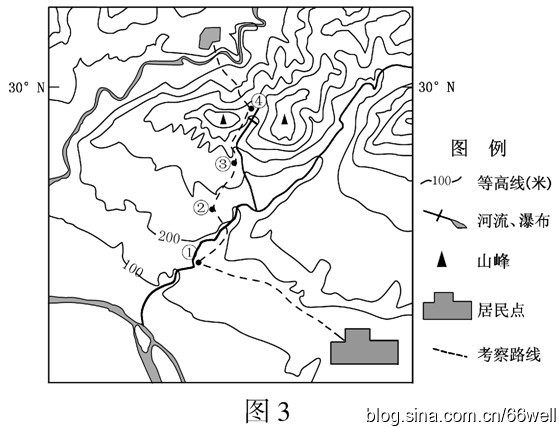 30° N
30° N
④
③
②
200
①
100
图 例
100 等高线(米)
河流、瀑布
山峰
居民点
考察路线
图 3
blog.sina.com.cn/66well